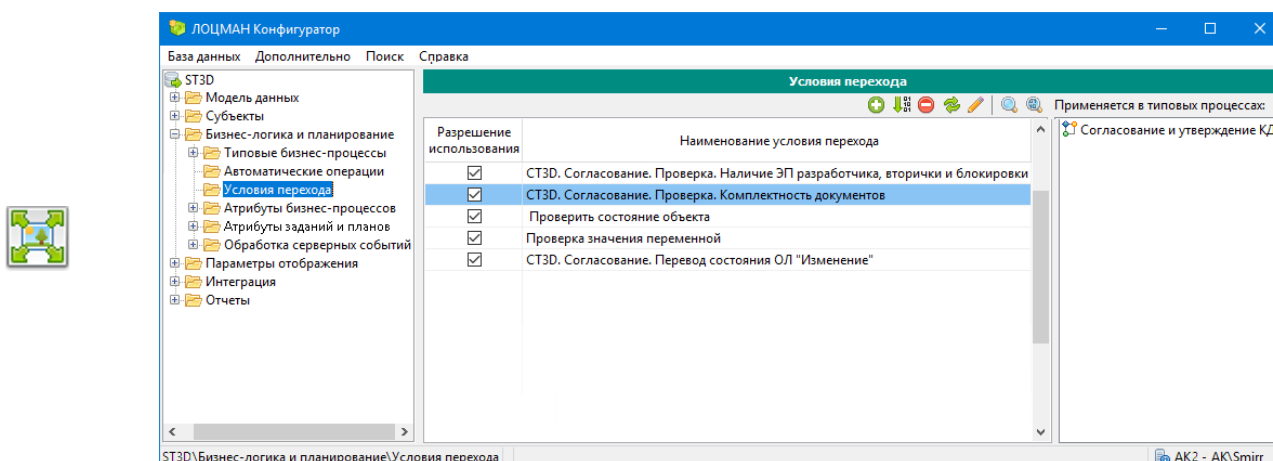 ЛОЦМАН Конфигуратор
База данных Дополнительно Поиск Справка
ST3D
Модель данных
Субъекты
Бизнес-логика и планирование
Типовые бизнес-процессы
Автоматические операции
Условия перехода
Атрибуты бизнес-процессов
Атрибуты заданий и планов
Обработка серверных событий
Параметры отображения
Интеграция
Отчеты
Условия перехода
Применяется в типовых процессах:
Разрешение
использования
Наименование условия перехода
СТ3D. Согласование. Проверка. Наличие ЭП разработчика, вторички и блокировки
СТ3D. Согласование. Проверка. Комплектность документов
Проверить состояние объекта
Проверка значения переменной
СТ3D. Согласование. Перевод состояния ОЛ "Изменение"
Согласование и утверждение КД
ST3D\Бизнес-логика и планирование\Условия перехода
AK2 - AK\Smirr